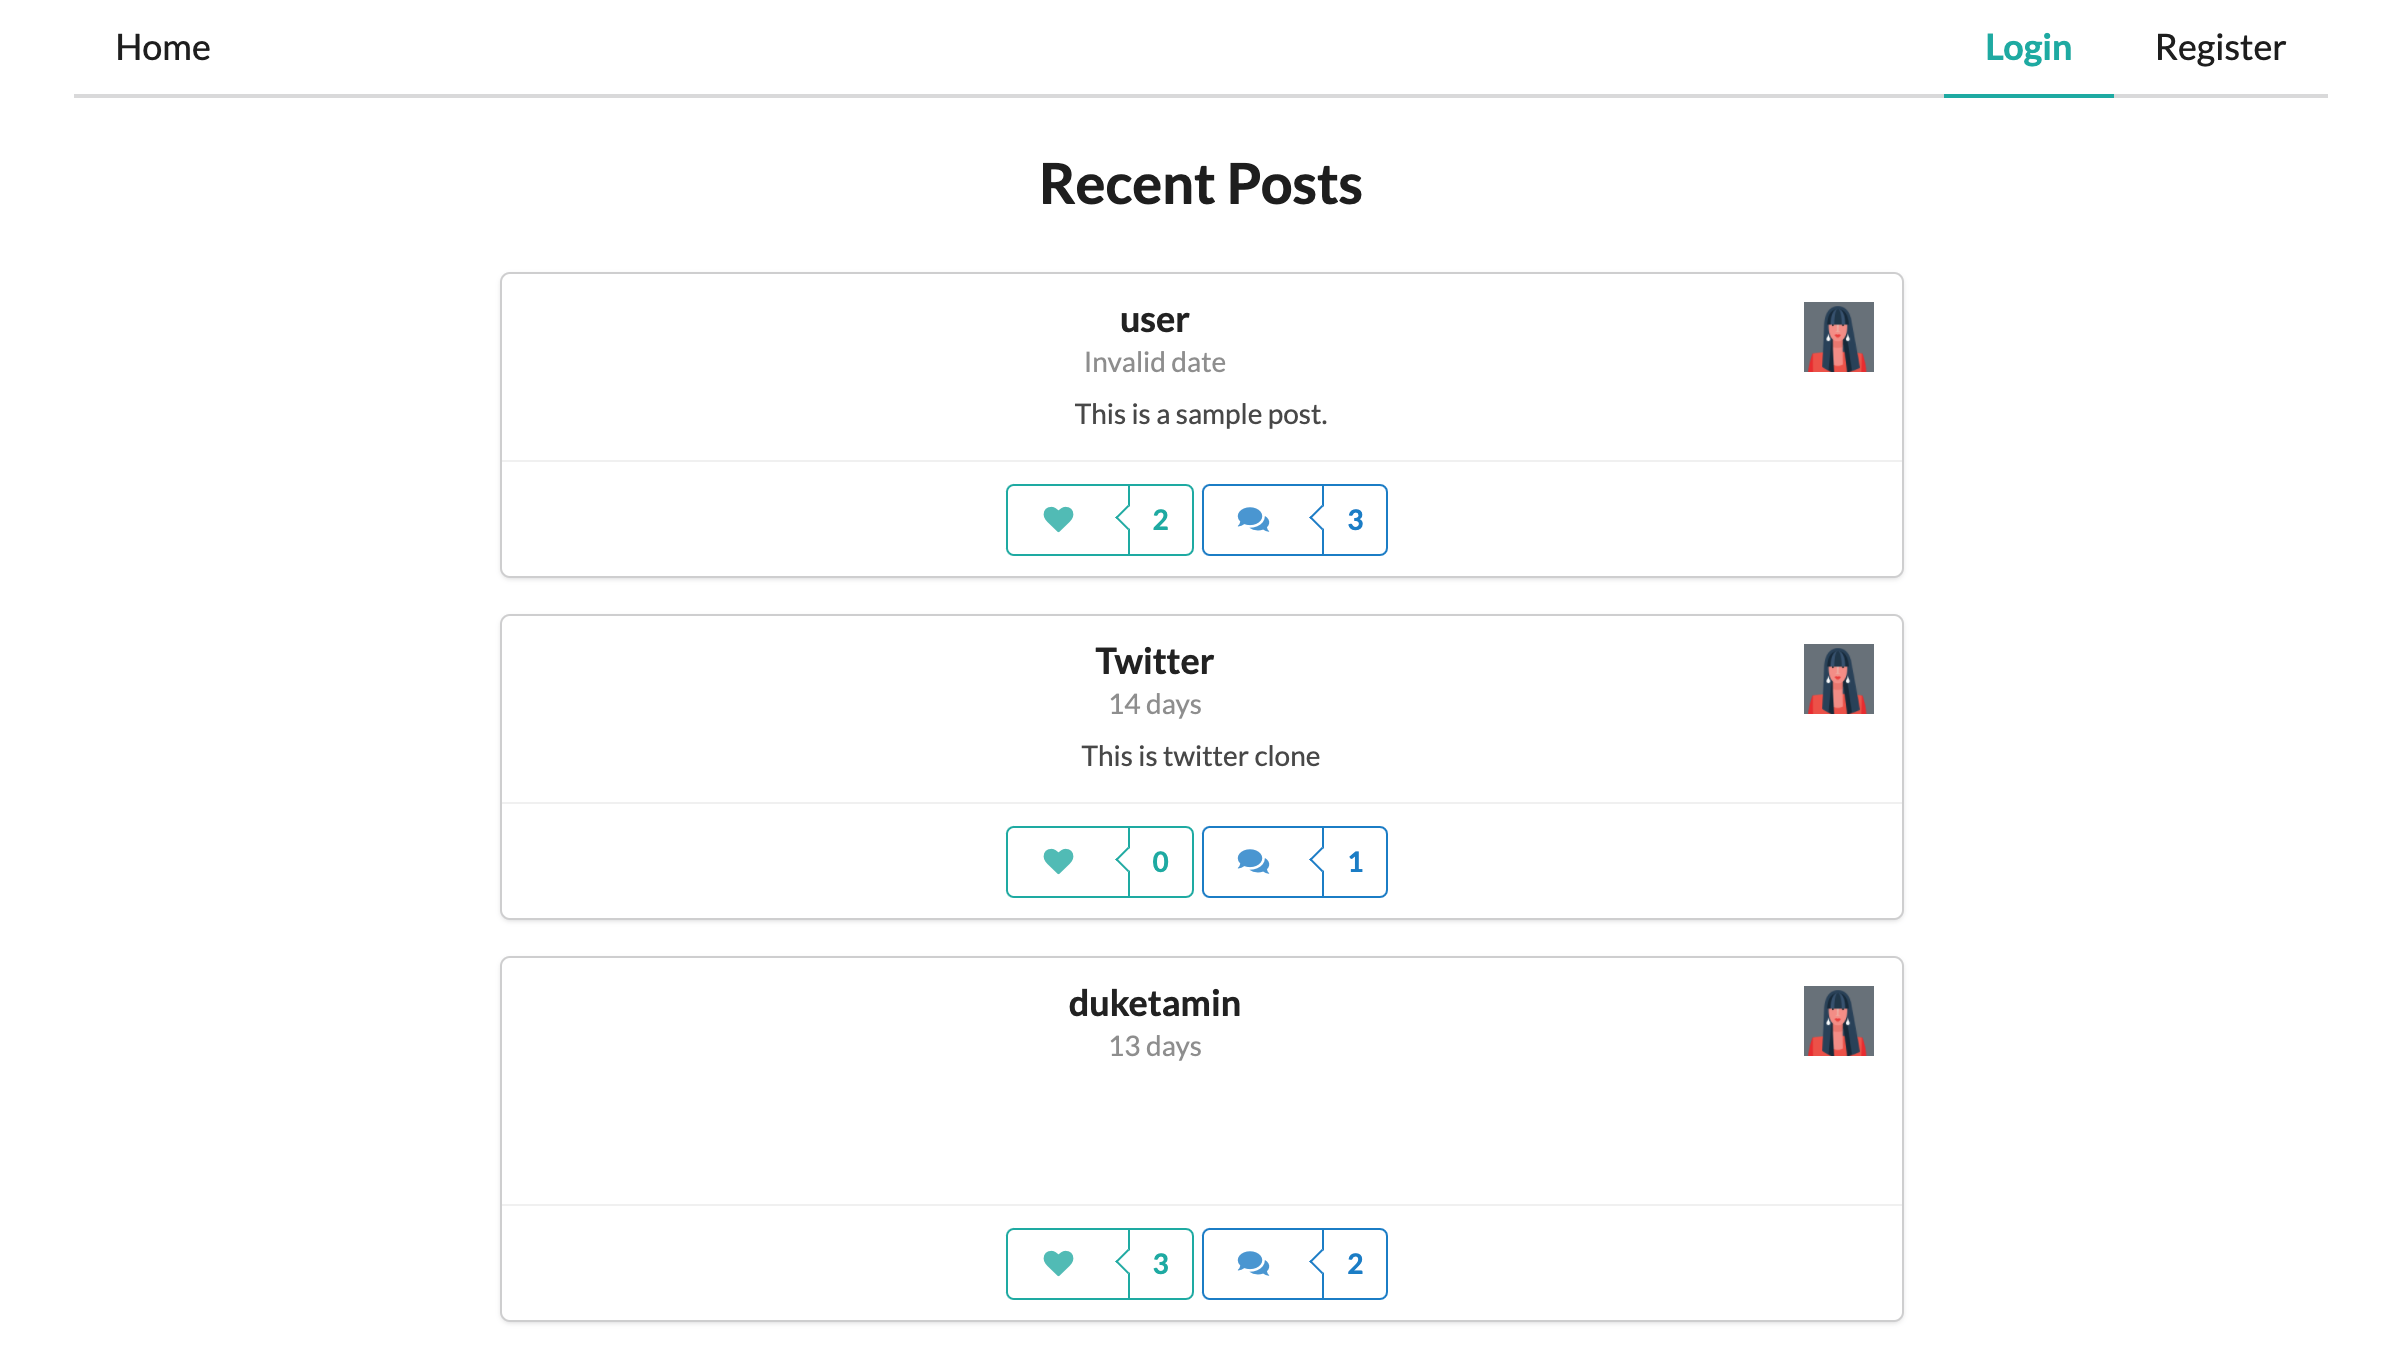 Home Login Register
Recent Posts
user
Invalid date
This is a sample post.
2 3
Twitter
14 days
This is twitter clone
0 1
duketamin
13 days
3 2